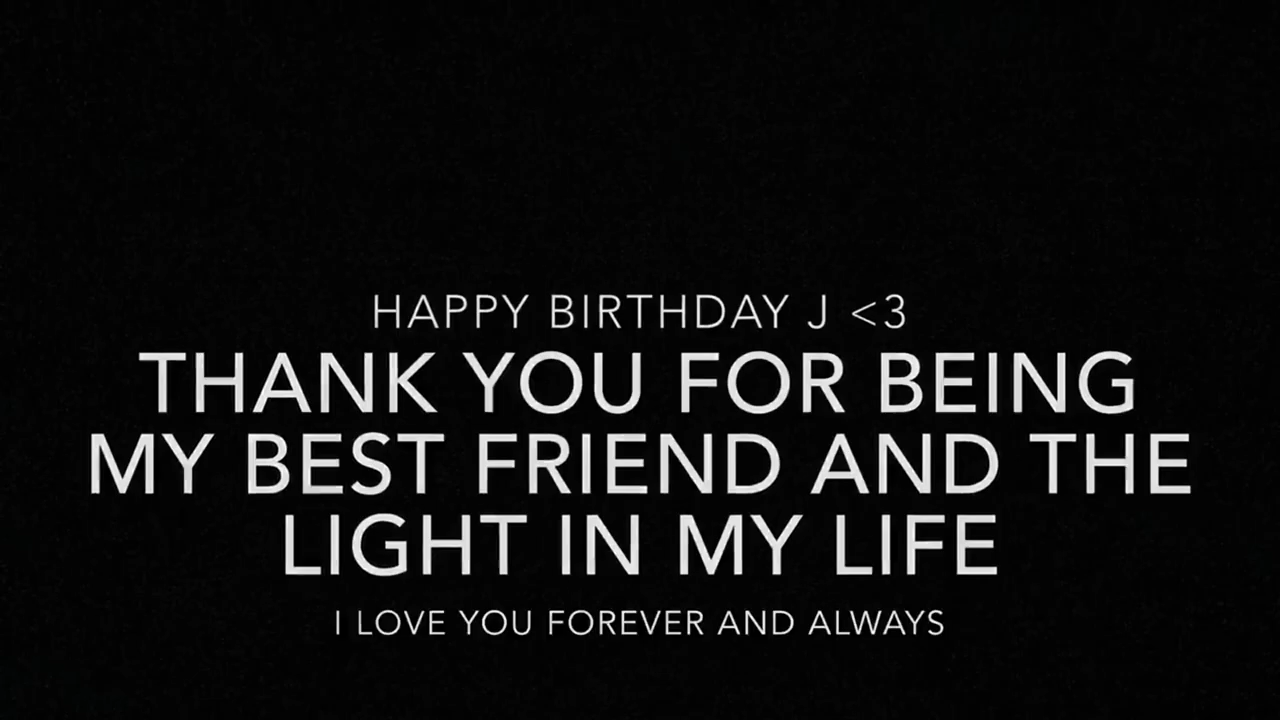 HAPPY BIRTHDAY J <3
THANK YOU FOR BEING
MY BEST FRIEND AND THE
LIGHT IN MY LIFE
I LOVE YOU FOREVER AND ALWAYS